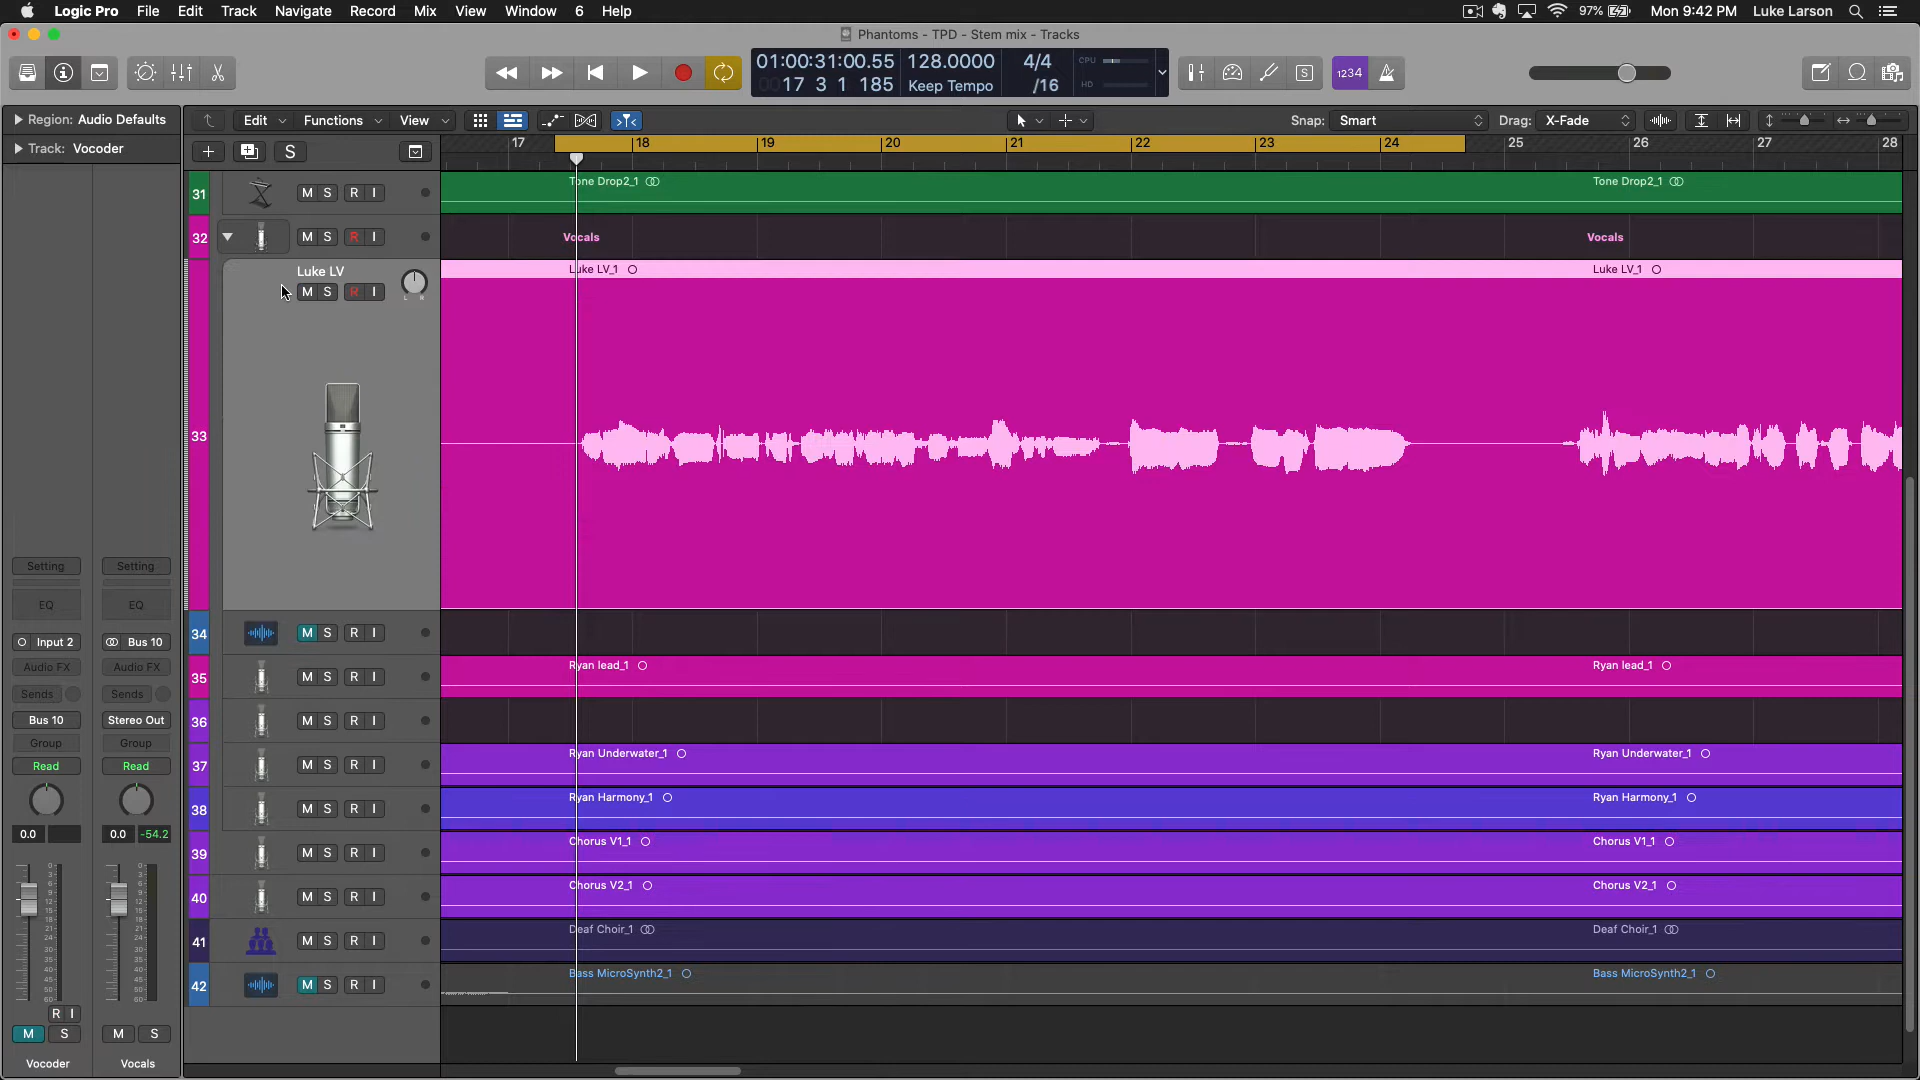 Logic Pro File Edit Track Navigate Record Mix View Window 6 Help
97% Mon 9:42 PM Luke Larson
Phantoms - TPD - Stem mix - Tracks
01:00:31:00.55 128.0000 4/4 CPU
0017 3 1 185 Keep Tempo /16 HD
S 1234
Region: Audio Defaults
Edit Functions View
Snap: Smart Drag: X-Fade
Track: Vocoder
S
17 18 19 20 21 22 23 24 25 26 27 28
31 M S R I Tone Drop2_1 Tone Drop2_1
32 M S R I Vocals Vocals
33 Luke LV Luke LV_1 Luke LV_1
M S R I
L R
34 M S R I
35 M S R I Ryan lead_1 Ryan lead_1
36 M S R I
37 M S R I Ryan Underwater_1 Ryan Underwater_1
38 M S R I Ryan Harmony_1 Ryan Harmony_1
39 M S R I Chorus V1_1 Chorus V1_1
40 M S R I Chorus V2_1 Chorus V2_1
41 M S R I Deaf Choir_1 Deaf Choir_1
42 M S R I Bass MicroSynth2_1 Bass MicroSynth2_1
Setting Setting
EQ EQ
Input 2 Bus 10
Audio FX Audio FX
Sends Sends
Bus 10 Stereo Out
Group Group
Read Read
0.0 0.0 -54.2
R I
M S M S
Vocoder Vocals